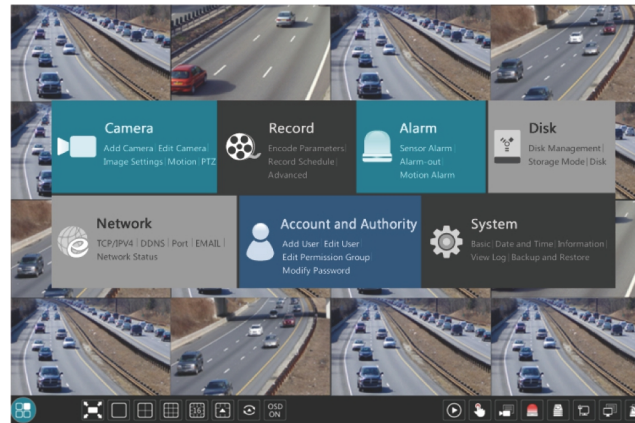 Camera
Add Camera| Edit Camera|
Image Settings| Motion| PTZ
Record
Encode Parameters|
Record Schedule|
Advanced
Alarm
Sensor Alarm|
Alarm-out|
Motion Alarm
Disk
Disk Management|
Storage Mode| Disk
Network
TCP/IPV4 | DDNS | Port | EMAIL |
Network Status
Account and Authority
Add User| Edit User|
Edit Permission Group|
Modify Password
System
Basic| Date and Time| Information|
View Log| Backup and Restore
16
OSD
ON